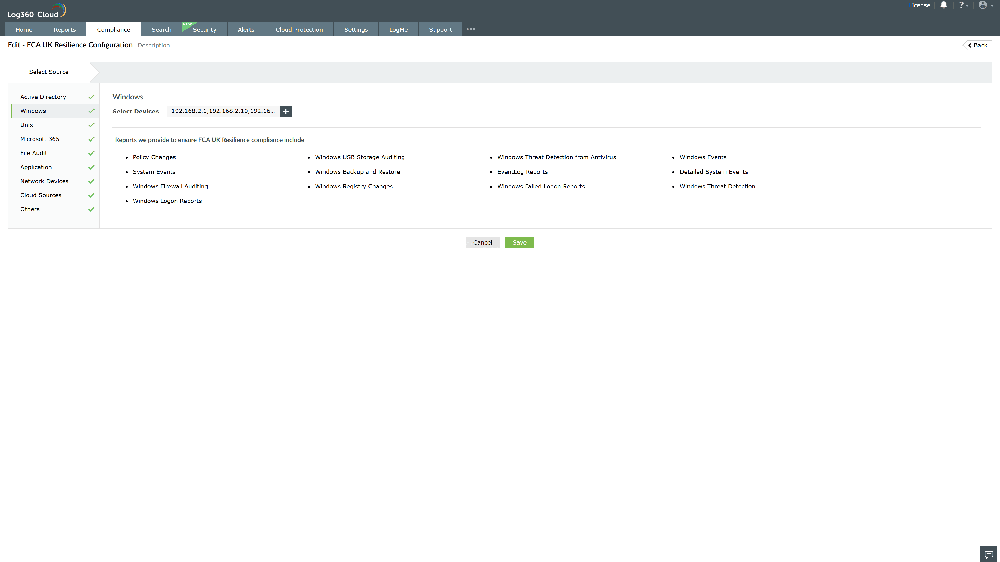 License
?
Log360 Cloud
Home
Reports
Compliance
Search
NEW
Security
Alerts
Cloud Protection
Settings
LogMe
Support
Edit - FCA UK Resilience Configuration
Description
Back
Select Source
Active Directory
Windows
Unix
Microsoft 365
File Audit
Application
Network Devices
Cloud Sources
Others
Windows
Select Devices
192.168.2.1,192.168.2.10,192.16...
Reports we provide to ensure FCA UK Resilience compliance include
Policy Changes
Windows USB Storage Auditing
Windows Threat Detection from Antivirus
Windows Events
System Events
Windows Backup and Restore
EventLog Reports
Detailed System Events
Windows Firewall Auditing
Windows Registry Changes
Windows Failed Logon Reports
Windows Threat Detection
Windows Logon Reports
Cancel
Save